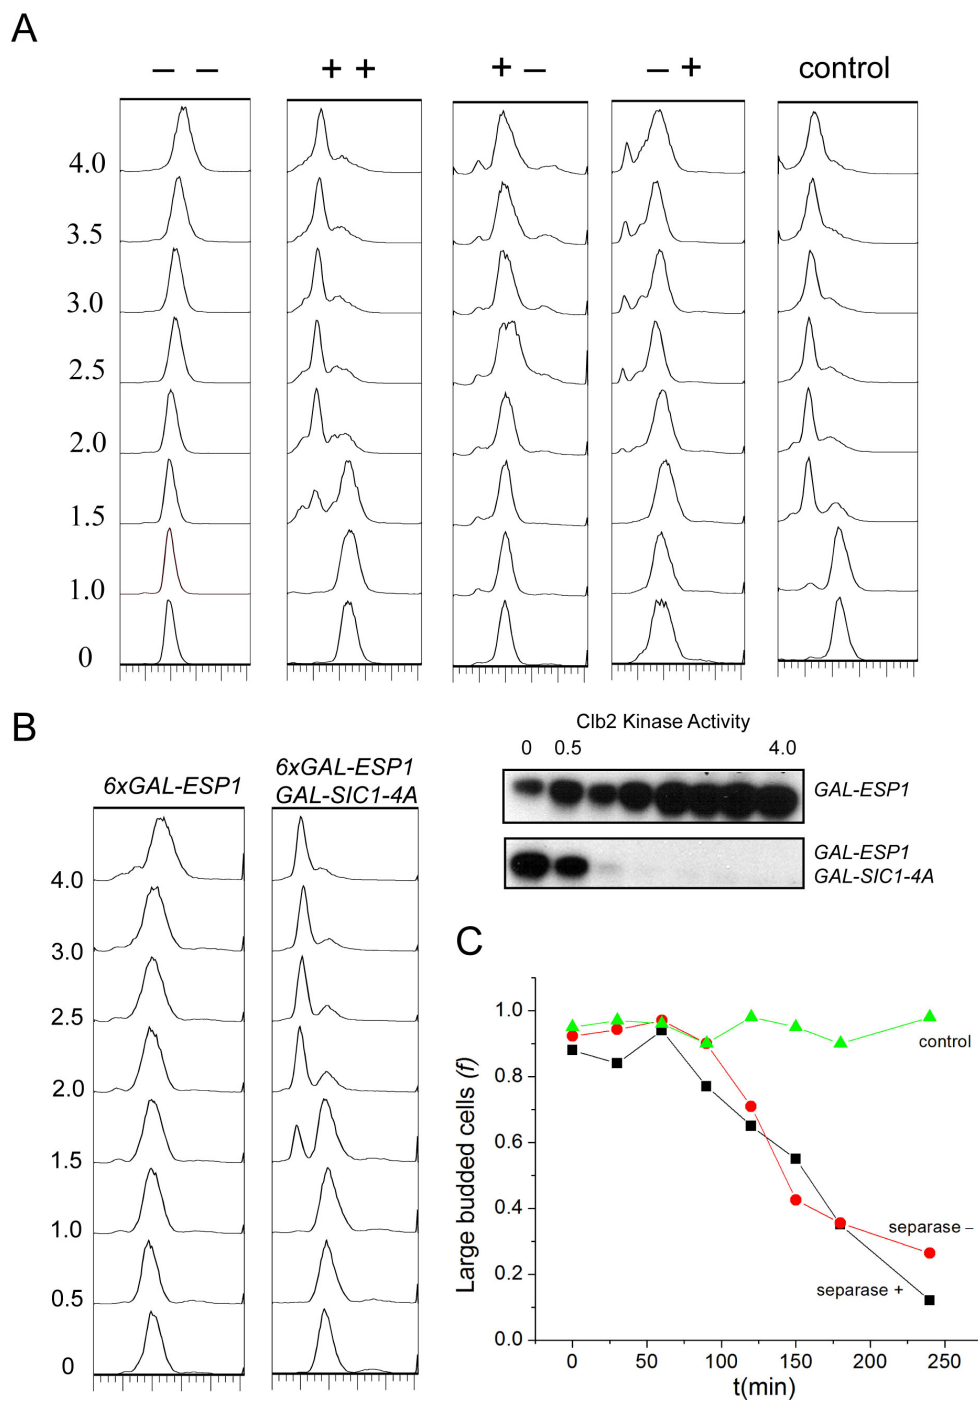 A
– –
+ +
+ –
– +
control
4.0
3.5
3.0
2.5
2.0
1.5
1.0
0
B
6xGAL-ESP1
6xGAL-ESP1
GAL-SIC1-4A
4.0
3.0
2.5
2.0
1.5
1.0
0.5
0
Clb2 Kinase Activity
0 0.5 4.0
GAL-ESP1
GAL-ESP1
GAL-SIC1-4A
C
Large budded cells (f)
1.0
0.8
0.6
0.4
0.2
0.0
control
separase –
separase +
0 50 100 150 200 250
t(min)